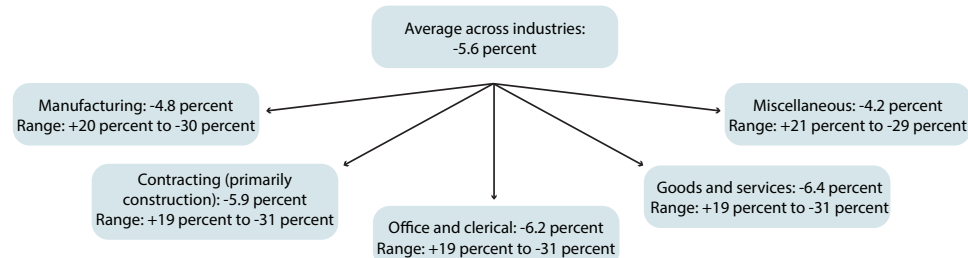 Average across industries:
-5.6 percent
Manufacturing: -4.8 percent
Range: +20 percent to -30 percent
Miscellaneous: -4.2 percent
Range: +21 percent to -29 percent
Contracting (primarily
construction): -5.9 percent
Range: +19 percent to -31 percent
Goods and services: -6.4 percent
Range: +19 percent to -31 percent
Office and clerical: -6.2 percent
Range: +19 percent to -31 percent